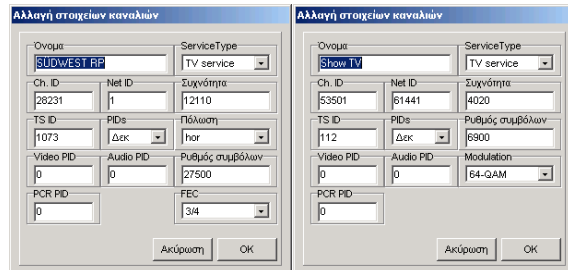 Αλλαγή στοιχείων καναλιών
Όνομα
SÜDWEST RP
ServiceType
TV service
Ch. ID
28231
Net ID
1
Συχνότητα
12110
TS ID
1073
PIDs
Δεκ
Πόλωση
hor
Video PID
0
Audio PID
0
Ρυθμός συμβόλων
27500
PCR PID
0
FEC
3/4
Ακύρωση
OK
Αλλαγή στοιχείων καναλιών
Όνομα
Show TV
ServiceType
TV service
Ch. ID
53501
Net ID
61441
Συχνότητα
4020
TS ID
112
PIDs
Δεκ
Ρυθμός συμβόλων
6900
Video PID
0
Audio PID
0
Modulation
64-QAM
PCR PID
0
Ακύρωση
OK